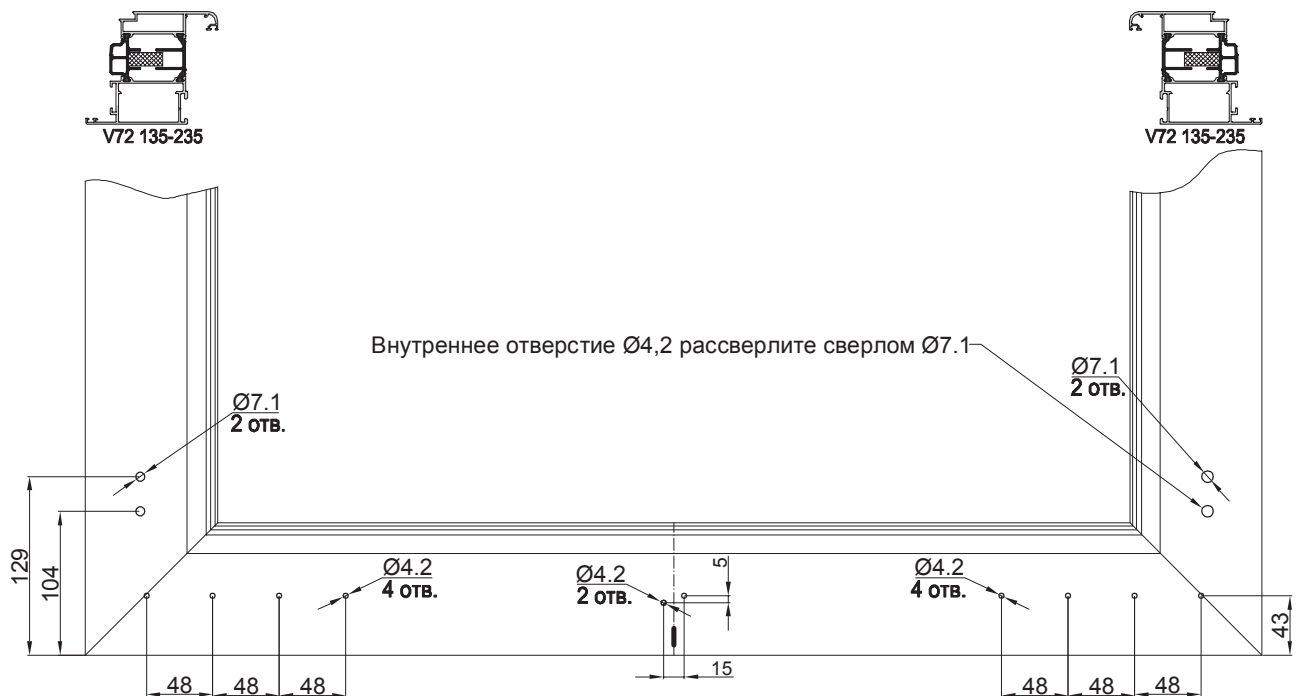 V72 135-235
V72 135-235
Внутреннее отверстие Ø4,2 рассверлите сверлом Ø7.1
Ø7.1
2 отв.
Ø7.1
2 отв.
129
104
Ø4.2
4 отв.
Ø4.2
2 отв.
5
Ø4.2
4 отв.
43
48
48
48
15
48
48
48